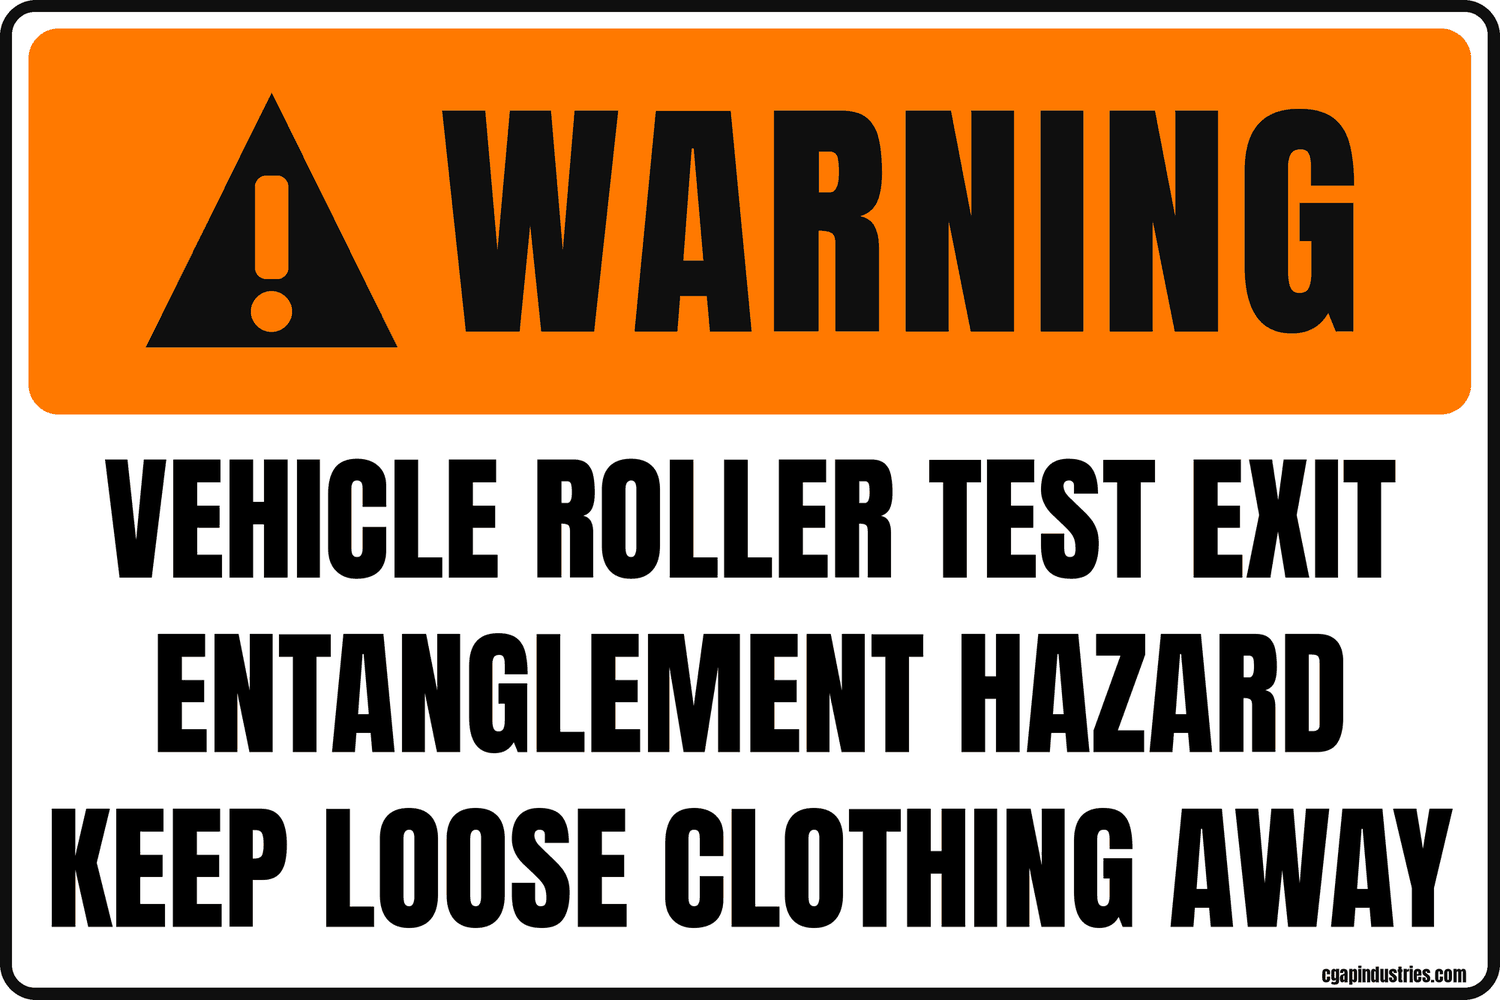 WARNING
VEHICLE ROLLER TEST EXIT
ENTANGLEMENT HAZARD
KEEP LOOSE CLOTHING AWAY
cgapindustries.com